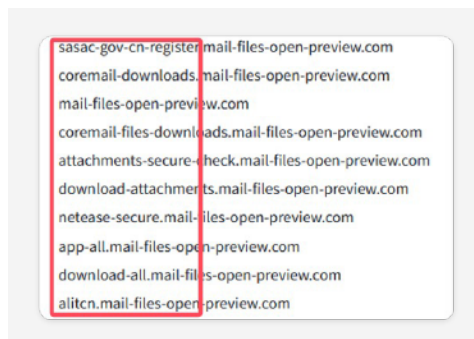 sasac-gov-cn-register.mail-files-open-preview.com
coremail-downloads.mail-files-open-preview.com
mail-files-open-preview.com
coremail-files-downloads.mail-files-open-preview.com
attachments-secure-check.mail-files-open-preview.com
download-attachments.mail-files-open-preview.com
netease-secure.mail-files-open-preview.com
app-all.mail-files-open-preview.com
download-all.mail-files-open-preview.com
alitcn.mail-files-open-preview.com